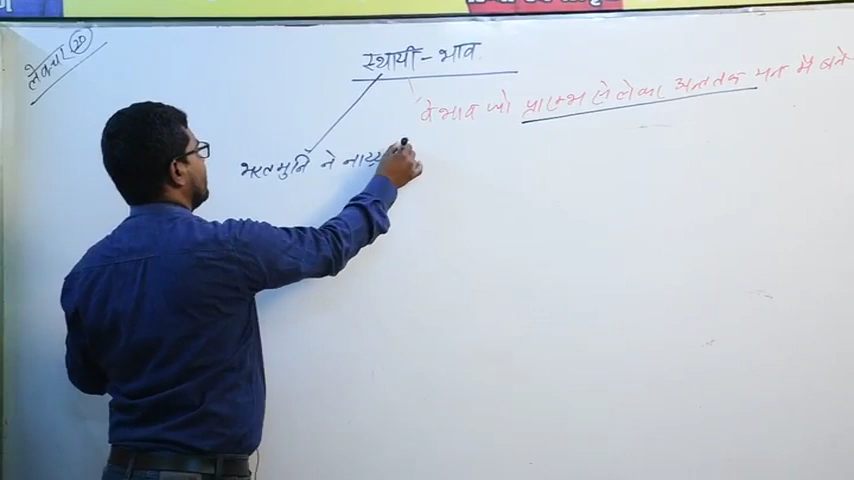 लेक्चर 20
स्थायी-भाव
वे भाव जो प्रारम्भ से लेकर अन्त तक मन में बने
भरतमुनि ने नाट्य